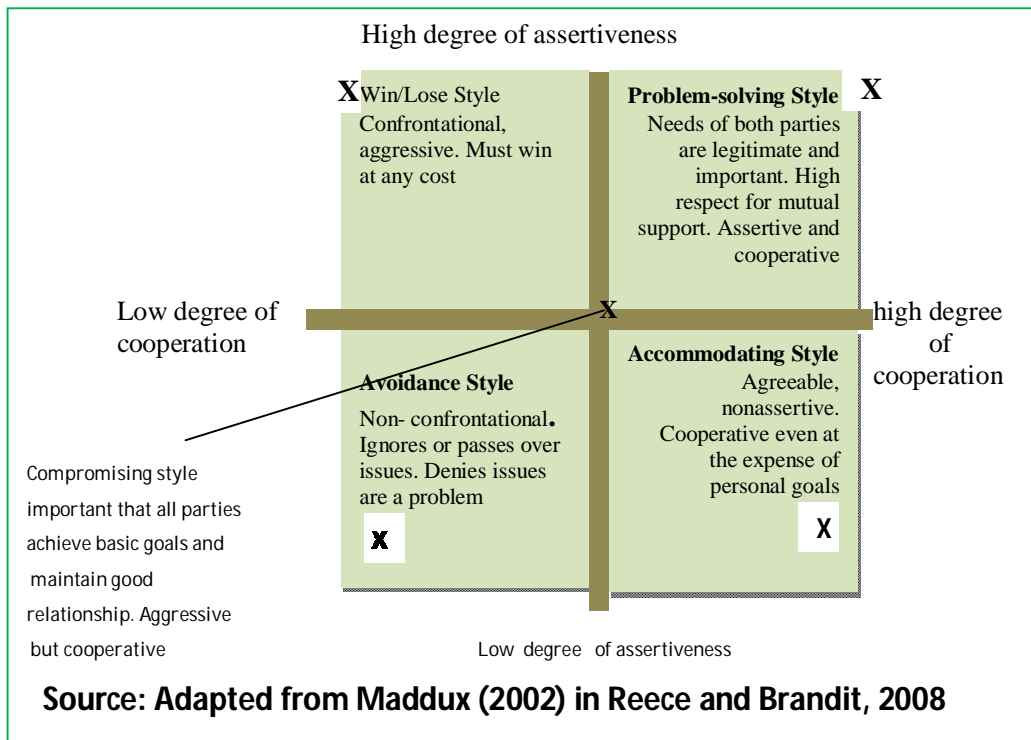 High degree of assertiveness
X Win/Lose Style
Confrontational,
aggressive. Must win
at any cost
Problem-solving Style X
Needs of both parties
are legitimate and
important. High
respect for mutual
support. Assertive and
cooperative
Low degree of
cooperation
X
high degree
of
cooperation
Avoidance Style
Non- confrontational.
Ignores or passes over
issues. Denies issues
are a problem
X
Accommodating Style
Agreeable,
nonassertive.
Cooperative even at
the expense of
personal goals
X
Compromising style
important that all parties
achieve basic goals and
maintain good
relationship. Aggressive
but cooperative
Low degree of assertiveness
Source: Adapted from Maddux (2002) in Reece and Brandit, 2008